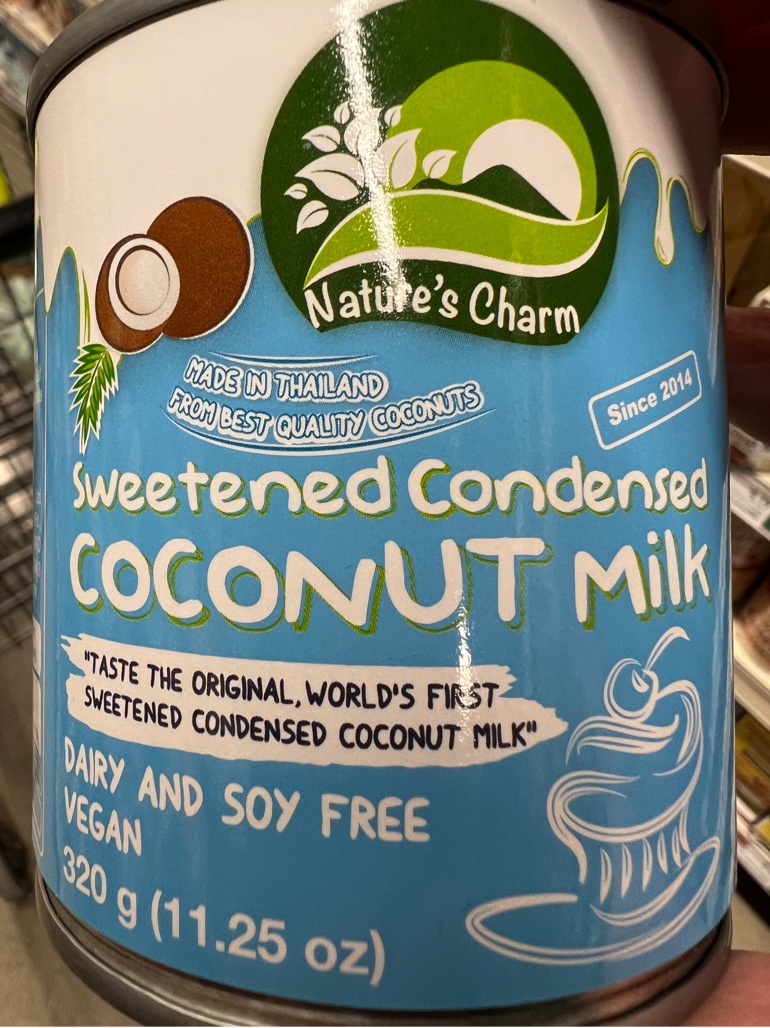 Nature's Charm
MADE IN THAILAND
FROM BEST QUALITY COCONUTS
Since 2014
Sweetened Condensed
COCONUT Milk
"TASTE THE ORIGINAL, WORLD'S FIRST
SWEETENED CONDENSED COCONUT MILK"
DAIRY AND SOY FREE
VEGAN
320 g (11.25 oz)